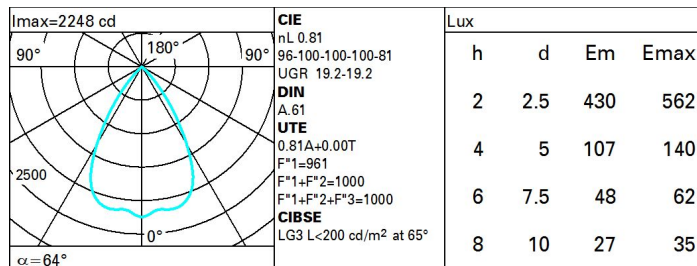 Imax=2248 cd
90°
180°
90°
2500
0°
α=64°
CIE
nL 0.81
96-100-100-100-81
UGR 19.2-19.2
DIN
A.61
UTE
0.81A+0.00T
F"1=961
F"1+F"2=1000
F"1+F"2+F"3=1000
CIBSE
LG3 L<200 cd/m² at 65°
Lux
h d Em Emax
2 2.5 430 562
4 5 107 140
6 7.5 48 62
8 10 27 35